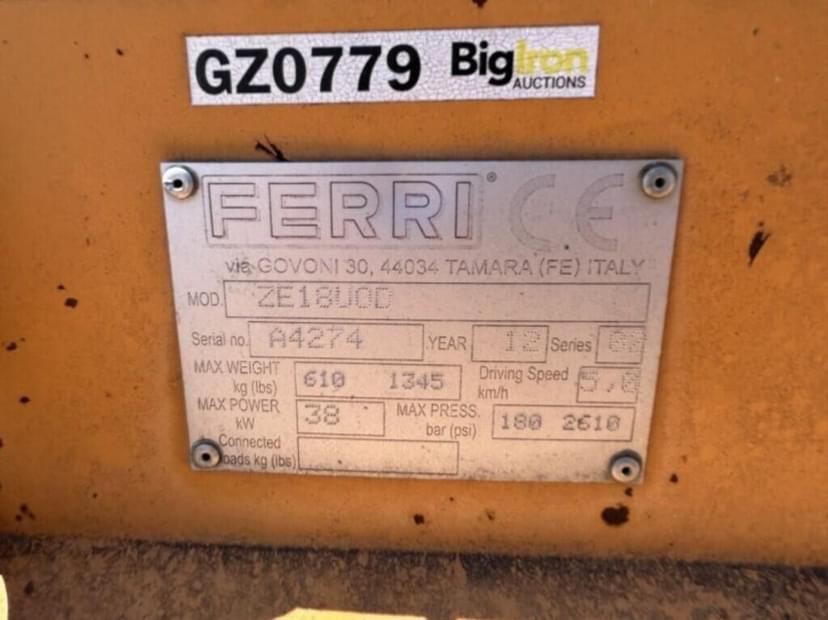 GZ0779 BigIron
AUCTIONS
FERRI® CE
via GOVONI 30, 44034 TAMARA (FE) ITALY
MOD. ZE18U0D
Serial no. A4274 YEAR 12 Series
MAX WEIGHT kg (lbs) 610 1345 Driving Speed km/h 5,0
MAX POWER kW 38 MAX PRESS. bar (psi) 180 2610
Connected loads kg (lbs)